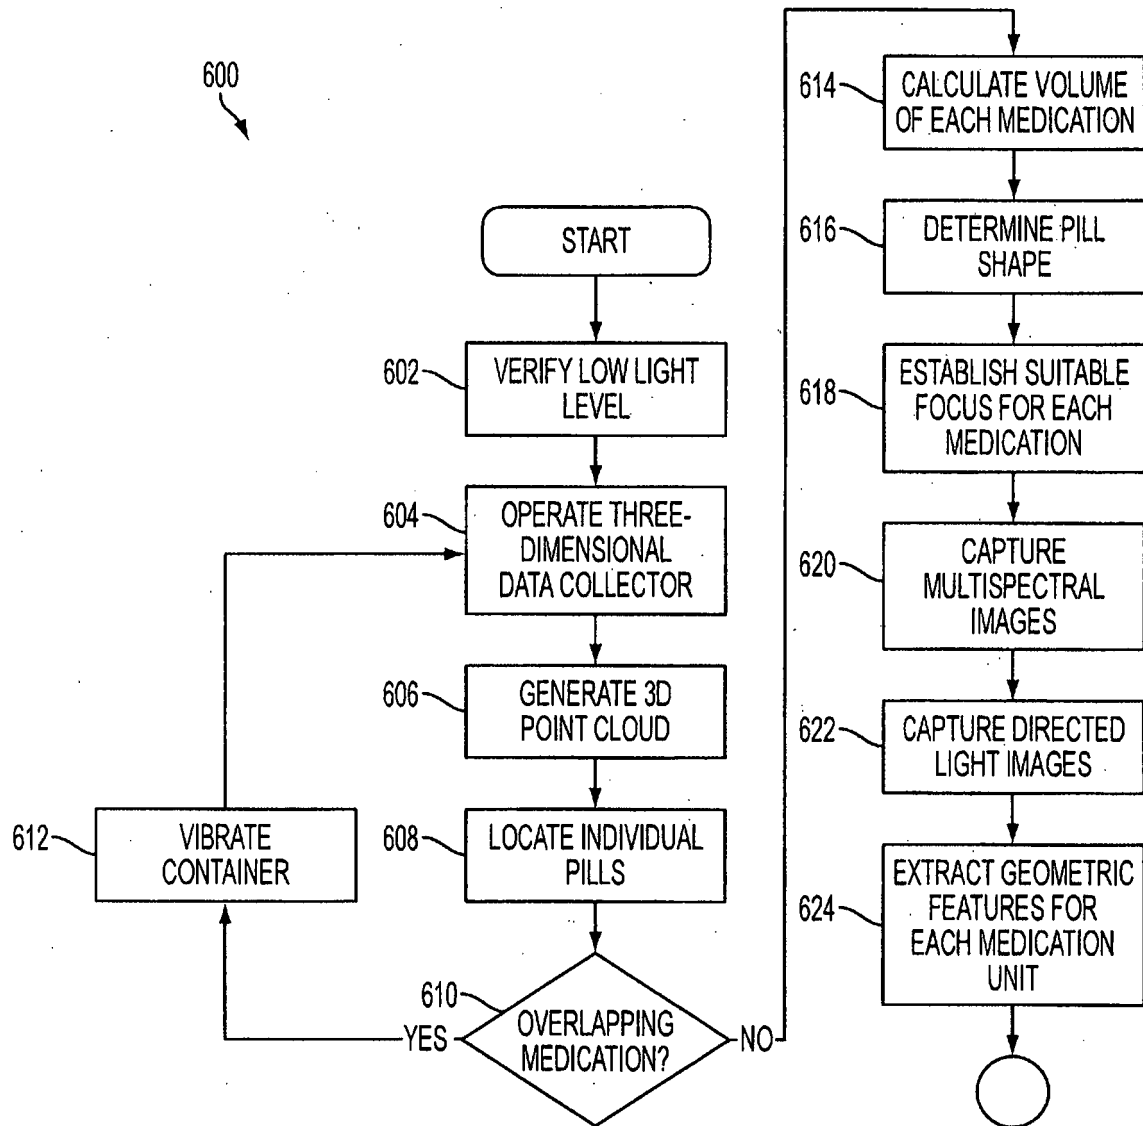 600
START
602
VERIFY LOW LIGHT
LEVEL
604
OPERATE THREE-
DIMENSIONAL
DATA COLLECTOR
606
GENERATE 3D
POINT CLOUD
608
LOCATE INDIVIDUAL
PILLS
610
OVERLAPPING
MEDICATION?
YES
NO
612
VIBRATE
CONTAINER
614
CALCULATE VOLUME
OF EACH MEDICATION
616
DETERMINE PILL
SHAPE
618
ESTABLISH SUITABLE
FOCUS FOR EACH
MEDICATION
620
CAPTURE
MULTISPECTRAL
IMAGES
622
CAPTURE DIRECTED
LIGHT IMAGES
624
EXTRACT GEOMETRIC
FEATURES FOR
EACH MEDICATION
UNIT